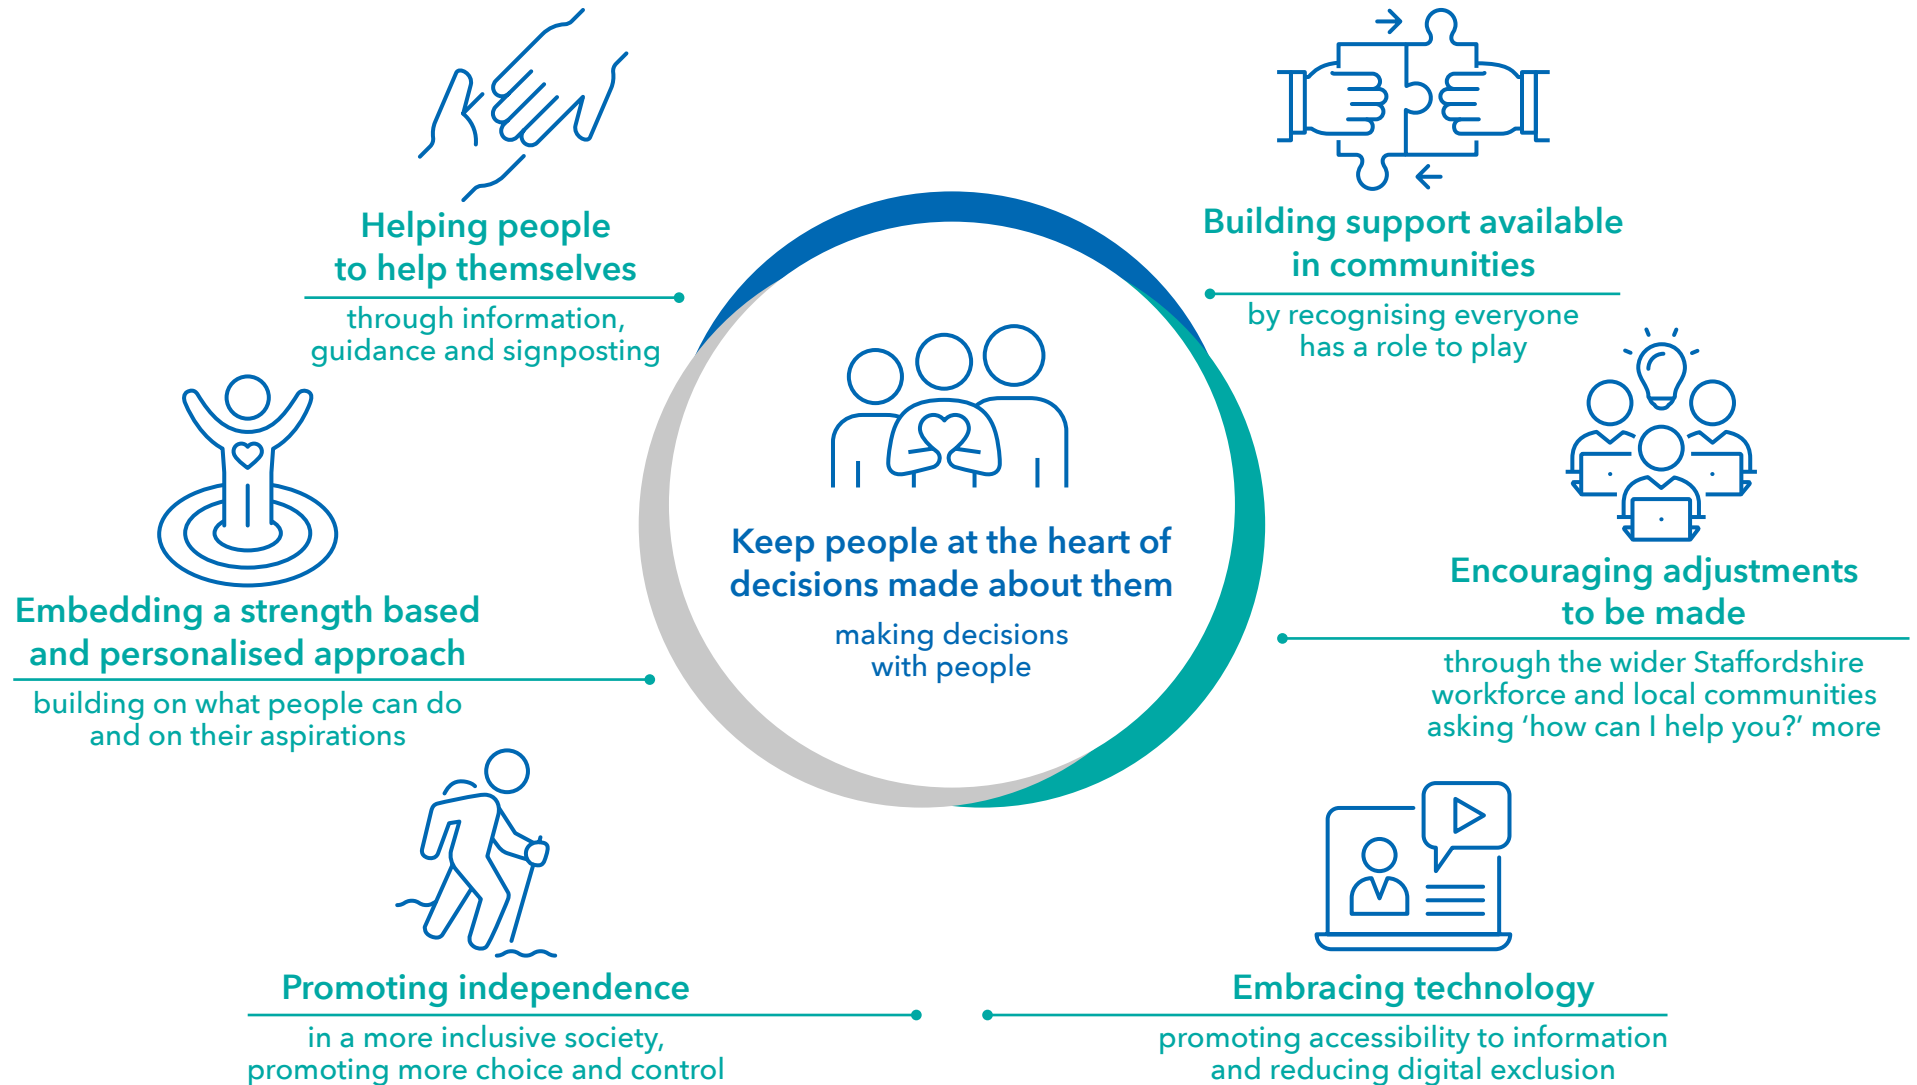 Helping people
to help themselves
through information,
guidance and signposting
Building support available
in communities
by recognising everyone
has a role to play
Embedding a strength based
and personalised approach
building on what people can do
and on their aspirations
Keep people at the heart of
decisions made about them
making decisions
with people
Encouraging adjustments
to be made
through the wider Staffordshire
workforce and local communities
asking ‘how can I help you?’ more
Promoting independence
in a more inclusive society,
promoting more choice and control
Embracing technology
promoting accessibility to information
and reducing digital exclusion